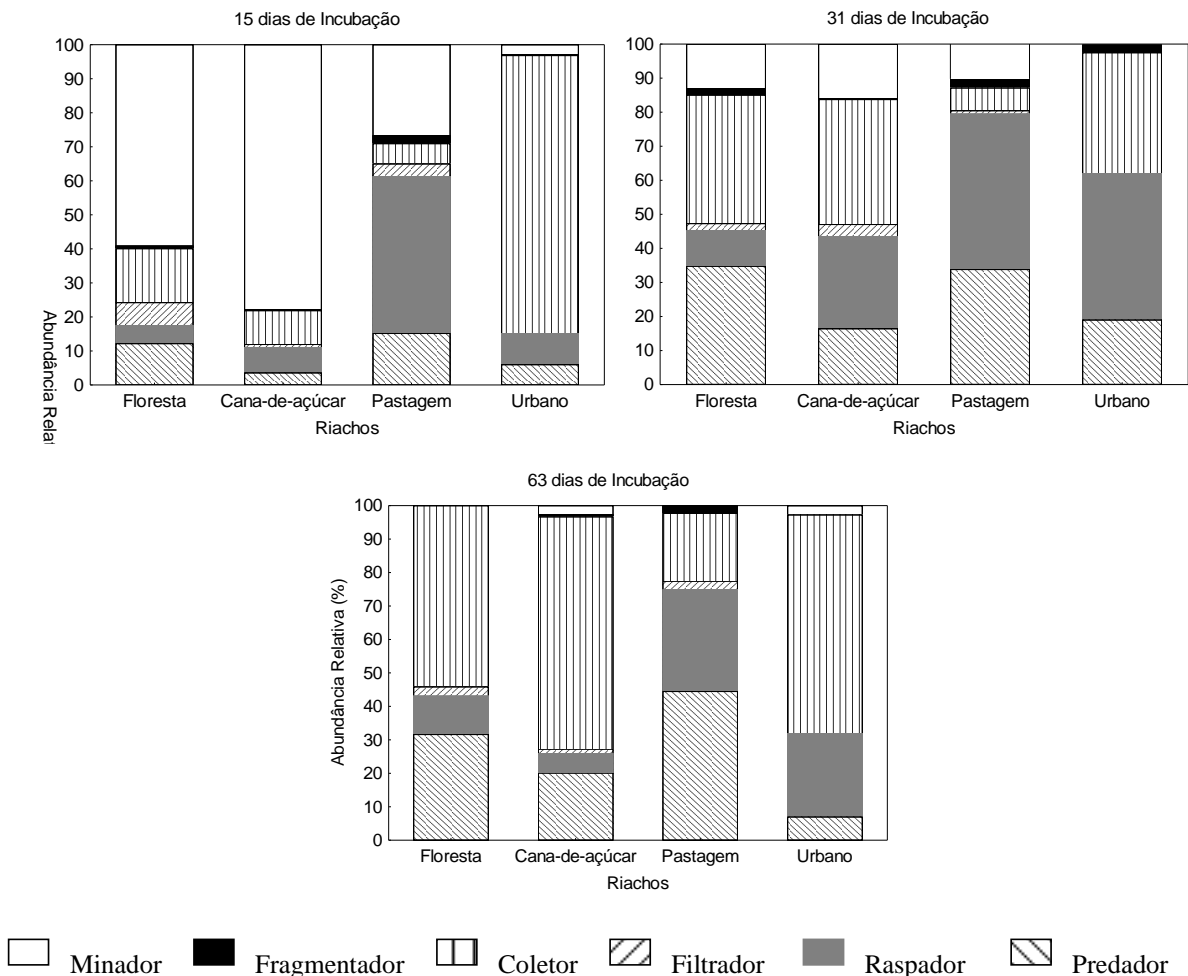 15 dias de Incubação
31 dias de Incubação
100
90
80
70
60
50
40
30
20
10
0
Abundância Relat
Floresta Cana-de-açúcar Pastagem Urbano
Riachos
100
90
80
70
60
50
40
30
20
10
0
Floresta Cana-de-açúcar Pastagem Urbano
Riachos
63 dias de Incubação
100
90
80
70
60
50
40
30
20
10
0
Abundância Relativa (%)
Floresta Cana-de-açúcar Pastagem Urbano
Riachos
Minador Fragmentador Coletor Filtrador Raspador Predador